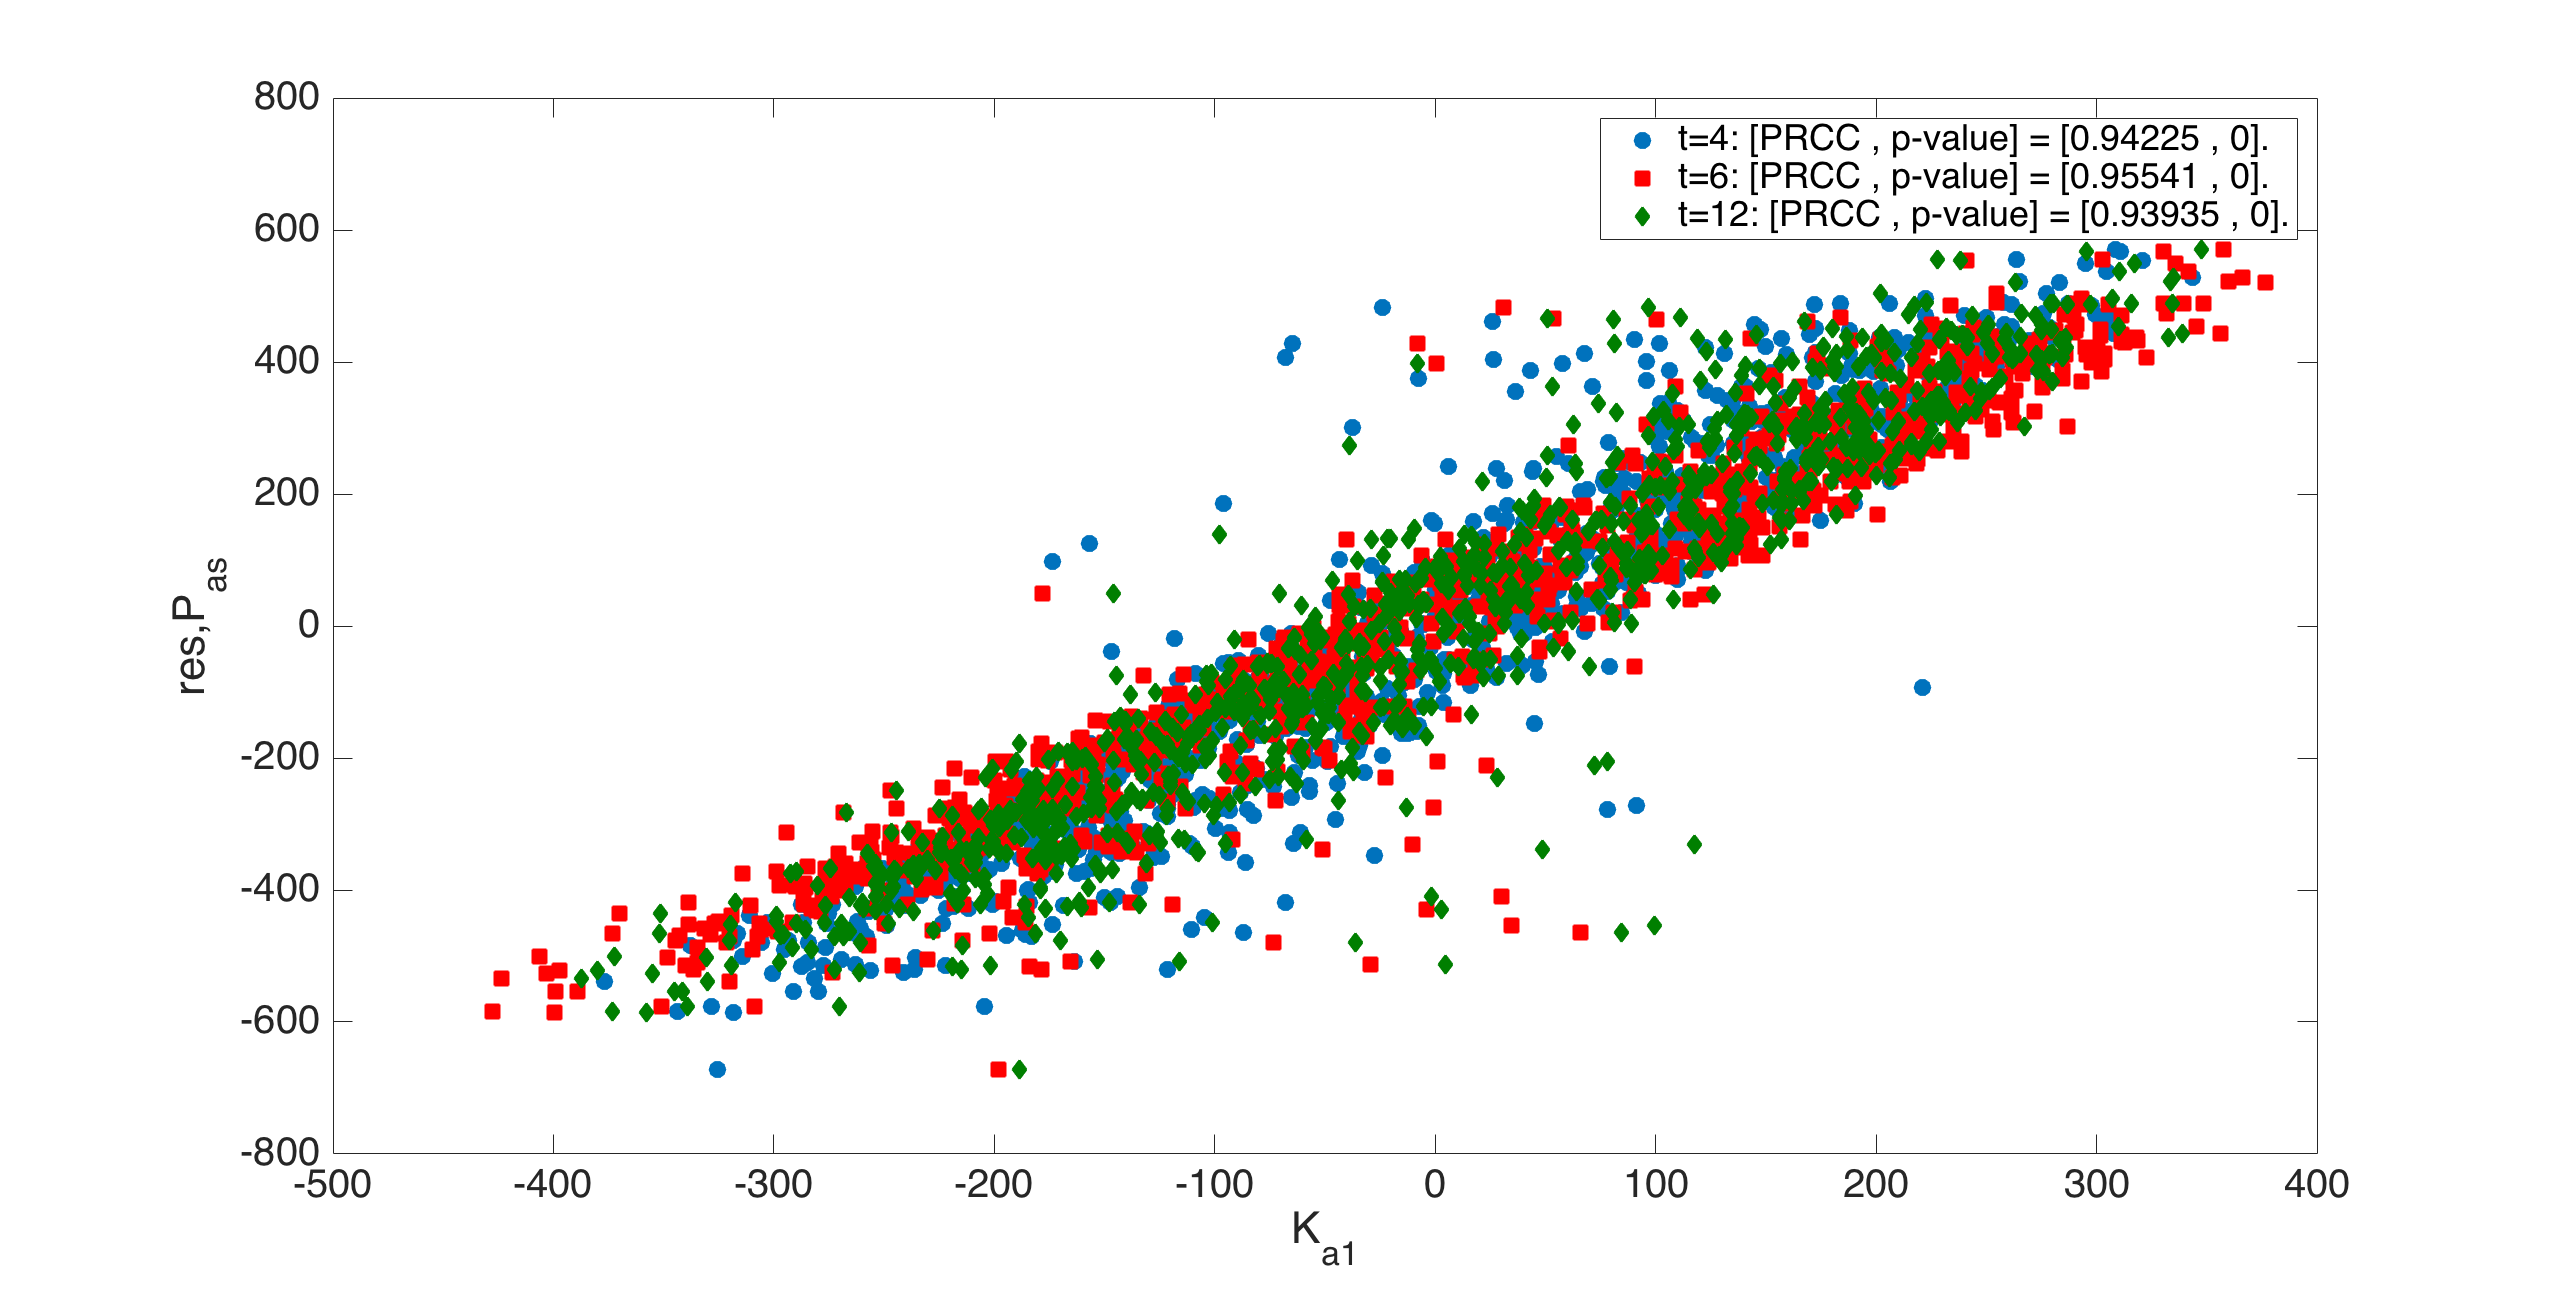 800
600
400
200
0
-200
-400
-600
-800
-500 -400 -300 -200 -100 0 100 200 300 400
K_a1
res,P_as
t=4: [PRCC , p-value] = [0.94225 , 0].
t=6: [PRCC , p-value] = [0.95541 , 0].
t=12: [PRCC , p-value] = [0.93935 , 0].